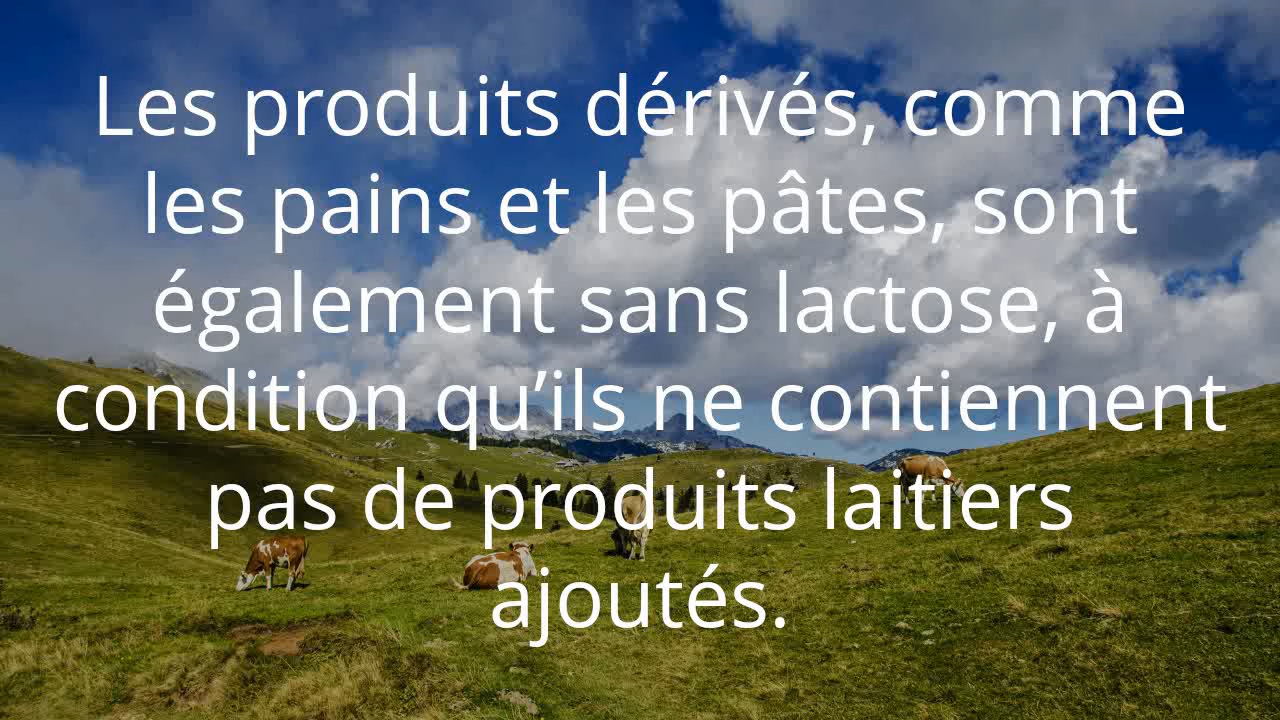 Les produits dérivés, comme
les pains et les pâtes, sont
également sans lactose, à
condition qu’ils ne contiennent
pas de produits laitiers
ajoutés.